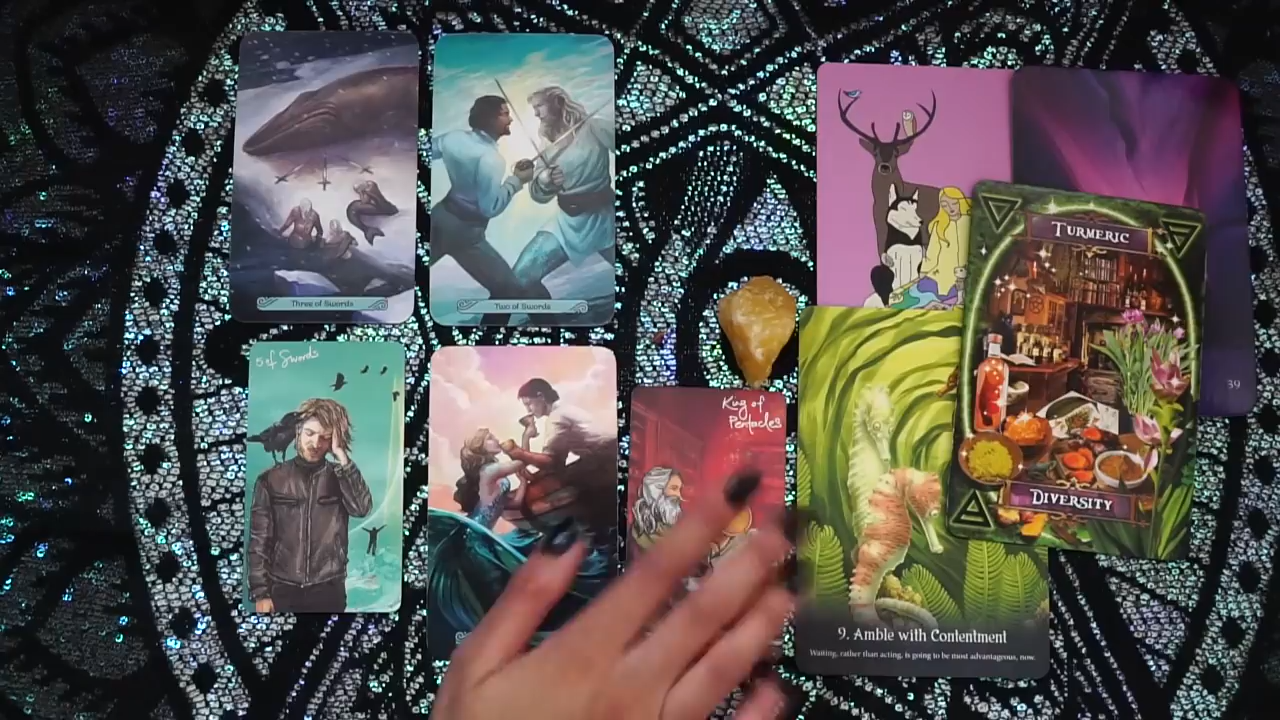 Three of Swords
Two of Swords
5 of Swords
King of
Pentacles
39
TURMERIC
DIVERSITY
9. Amble with Contentment
Waiting, rather than acting, is going to be most advantageous, now.